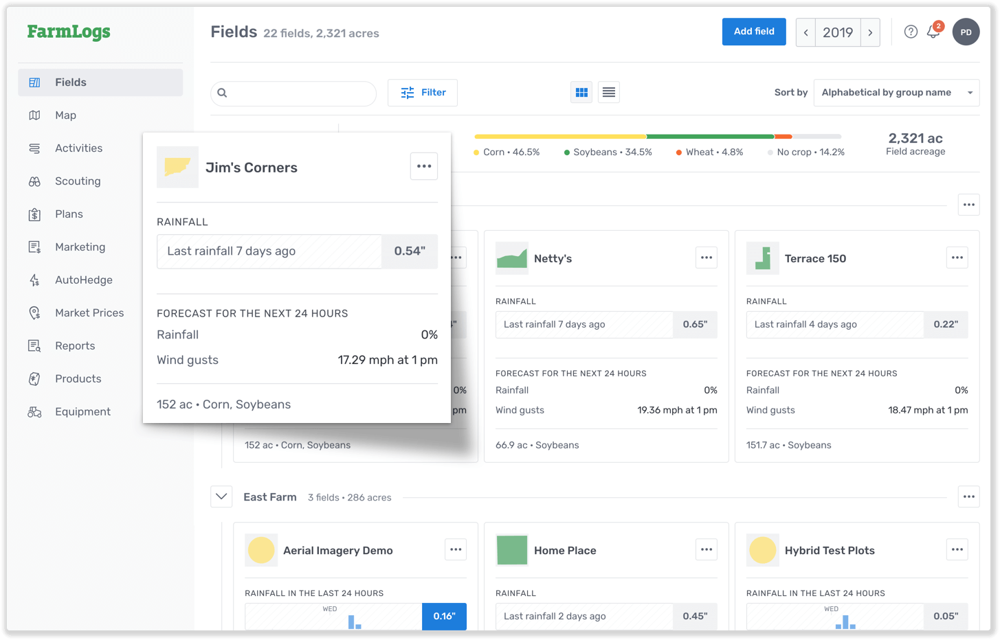 FarmLogs
Fields 22 fields, 2,321 acres
Add field
2019
2
PD
Fields
Map
Activities
Scouting
Plans
Marketing
AutoHedge
Market Prices
Reports
Products
Equipment
Filter
Sort by
Alphabetical by group name
Corn • 46.5%
Soybeans • 34.5%
Wheat • 4.8%
No crop • 14.2%
2,321 ac
Field acreage
Jim's Corners
RAINFALL
Last rainfall 7 days ago 0.54"
FORECAST FOR THE NEXT 24 HOURS
Rainfall 0%
Wind gusts 17.29 mph at 1 pm
152 ac • Corn, Soybeans
0%
pm
152 ac • Corn, Soybeans
Netty's
RAINFALL
Last rainfall 7 days ago 0.65"
FORECAST FOR THE NEXT 24 HOURS
Rainfall 0%
Wind gusts 19.36 mph at 1 pm
66.9 ac • Soybeans
Terrace 150
RAINFALL
Last rainfall 4 days ago 0.22"
FORECAST FOR THE NEXT 24 HOURS
Rainfall 0%
Wind gusts 18.47 mph at 1 pm
151.7 ac • Soybeans
East Farm 3 fields • 286 acres
Aerial Imagery Demo
RAINFALL IN THE LAST 24 HOURS
WED
0.16"
Home Place
RAINFALL
Last rainfall 2 days ago 0.45"
Hybrid Test Plots
RAINFALL IN THE LAST 24 HOURS
WED
0.05"